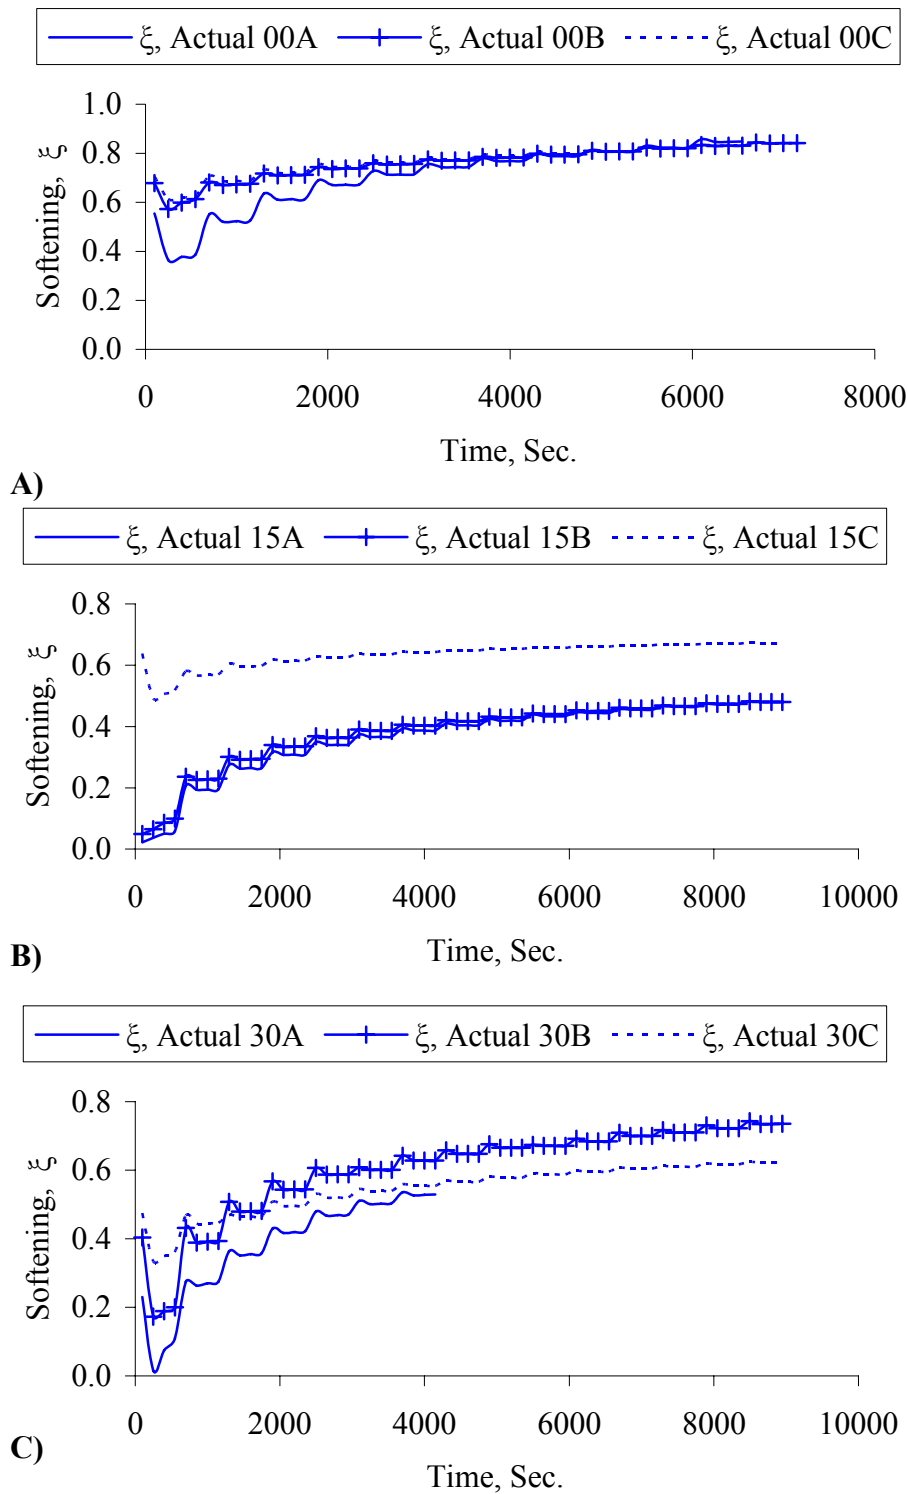 ξ, Actual 00A ξ, Actual 00B ξ, Actual 00C
1.0
0.8
0.6
0.4
0.2
0.0
Softening, ξ
0 2000 4000 6000 8000
Time, Sec.
A)
ξ, Actual 15A ξ, Actual 15B ξ, Actual 15C
0.8
0.6
0.4
0.2
0.0
Softening, ξ
0 2000 4000 6000 8000 10000
Time, Sec.
B)
ξ, Actual 30A ξ, Actual 30B ξ, Actual 30C
0.8
0.6
0.4
0.2
0.0
Softening, ξ
0 2000 4000 6000 8000 10000
Time, Sec.
C)